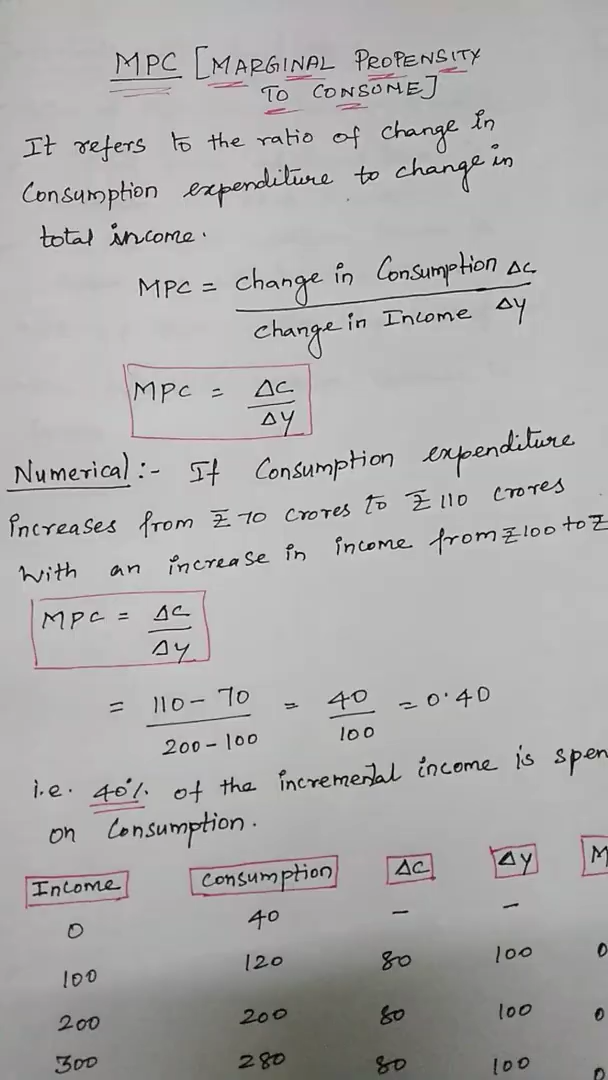 MPC [MARGINAL PROPENSITY
TO CONSUME]
It refers to the ratio of change in
Consumption expenditure to change in
total income.
MPC = change in Consumption ΔC
change in Income ΔY
MPC = ΔC
ΔY
Numerical :- If Consumption expenditure
increases from ₹70 crores to ₹110 crores
with an increase in income from ₹100 to ₹
MPC = ΔC
ΔY
= 110-70 = 40 = 0.40
200-100 100
i.e. 40% of the incremental income is spen
on Consumption.
Income Consumption ΔC ΔY M
0 40 – –
100 120 80 100 0
200 200 80 100 0
300 280 80 100 0